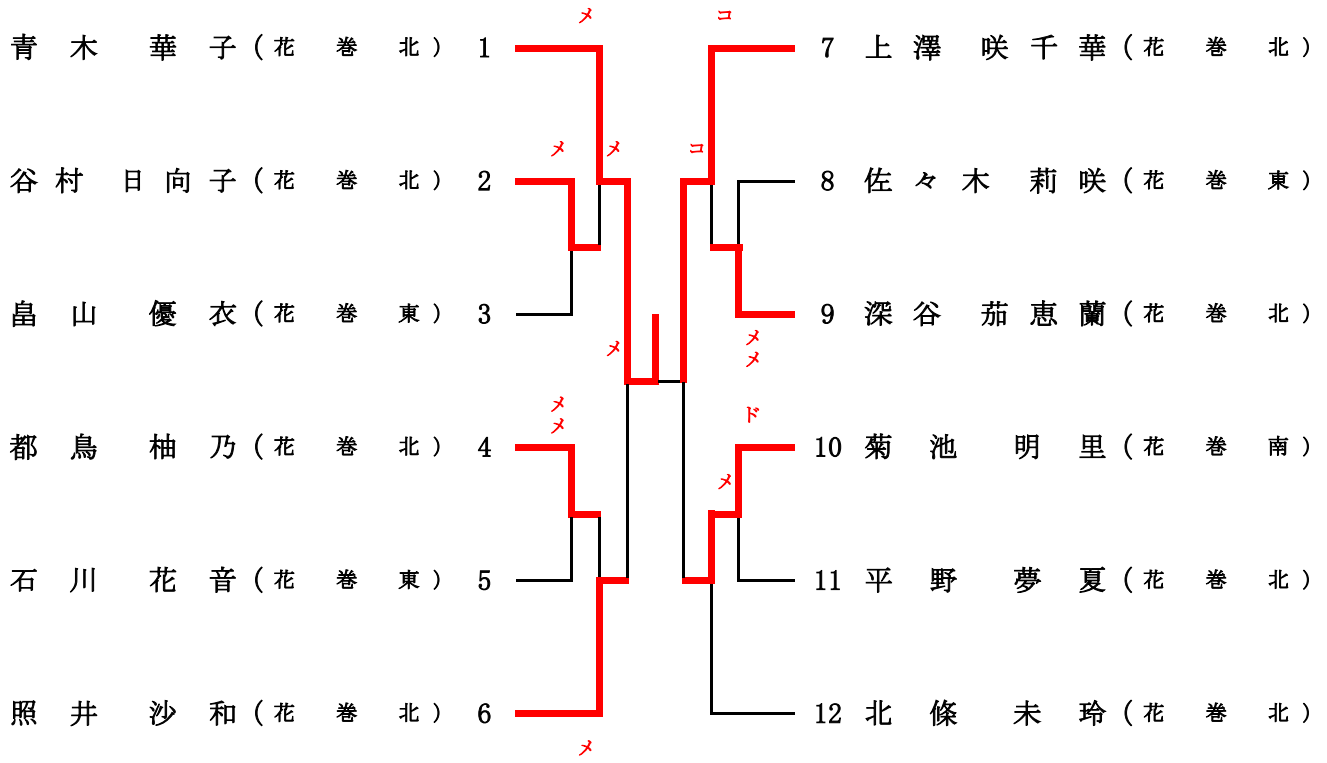 メ コ
青木 華子(花巻北) 1 7 上澤 咲千華(花巻北)
メ メ コ
谷村 日向子(花巻北) 2 8 佐々木 莉咲(花巻東)
畠山 優衣(花巻東) 3 9 深谷 茄恵蘭(花巻北)
メ メ
メ
メ ド
メ
都鳥 柚乃(花巻北) 4 10 菊池 明里(花巻南)
メ
石川 花音(花巻東) 5 11 平野 夢夏(花巻北)
照井 沙和(花巻北) 6 12 北條 未玲(花巻北)
メ